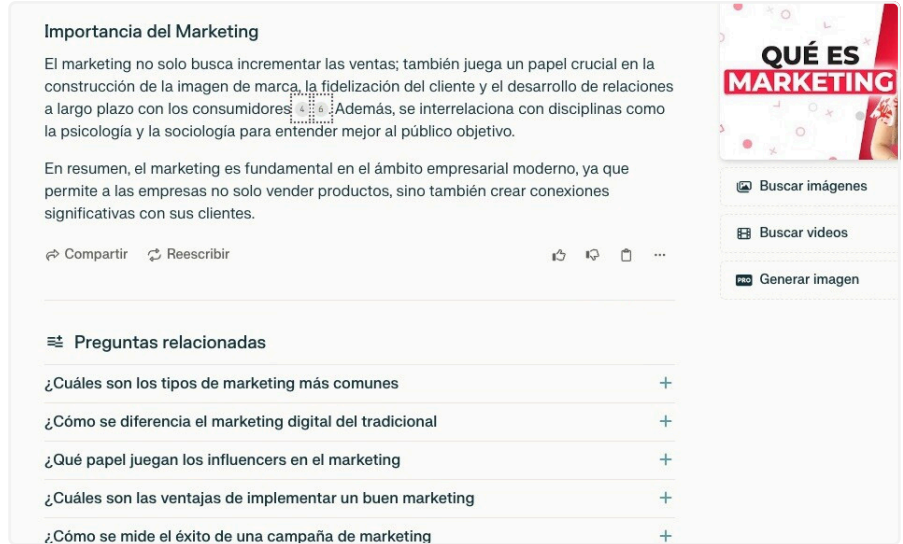 Importancia del Marketing
El marketing no solo busca incrementar las ventas; también juega un papel crucial en la
construcción de la imagen de marca, la fidelización del cliente y el desarrollo de relaciones
a largo plazo con los consumidores 4 6 .Además, se interrelaciona con disciplinas como
la psicología y la sociología para entender mejor al público objetivo.
En resumen, el marketing es fundamental en el ámbito empresarial moderno, ya que
permite a las empresas no solo vender productos, sino también crear conexiones
significativas con sus clientes.
Compartir Reescribir
Preguntas relacionadas
¿Cuáles son los tipos de marketing más comunes
¿Cómo se diferencia el marketing digital del tradicional
¿Qué papel juegan los influencers en el marketing
¿Cuáles son las ventajas de implementar un buen marketing
¿Cómo se mide el éxito de una campaña de marketing
QUÉ ES
MARKETING
Buscar imágenes
Buscar videos
PRO Generar imagen